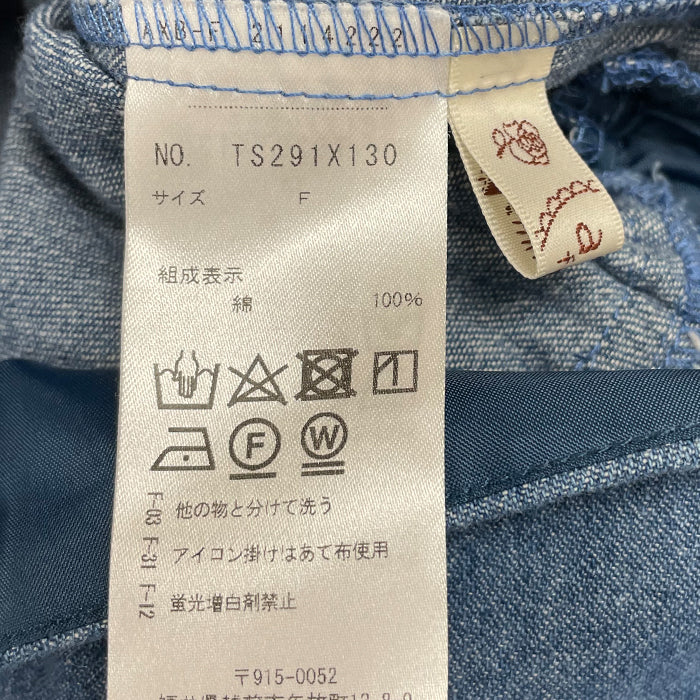 AXB-F 2114222
NO. TS291X130
サイズ F
組成表示
綿 100%
F
W
F-03 他の物と分けて洗う
F-31 アイロン掛けはあて布使用
F-12 蛍光増白剤禁止
〒915-0052